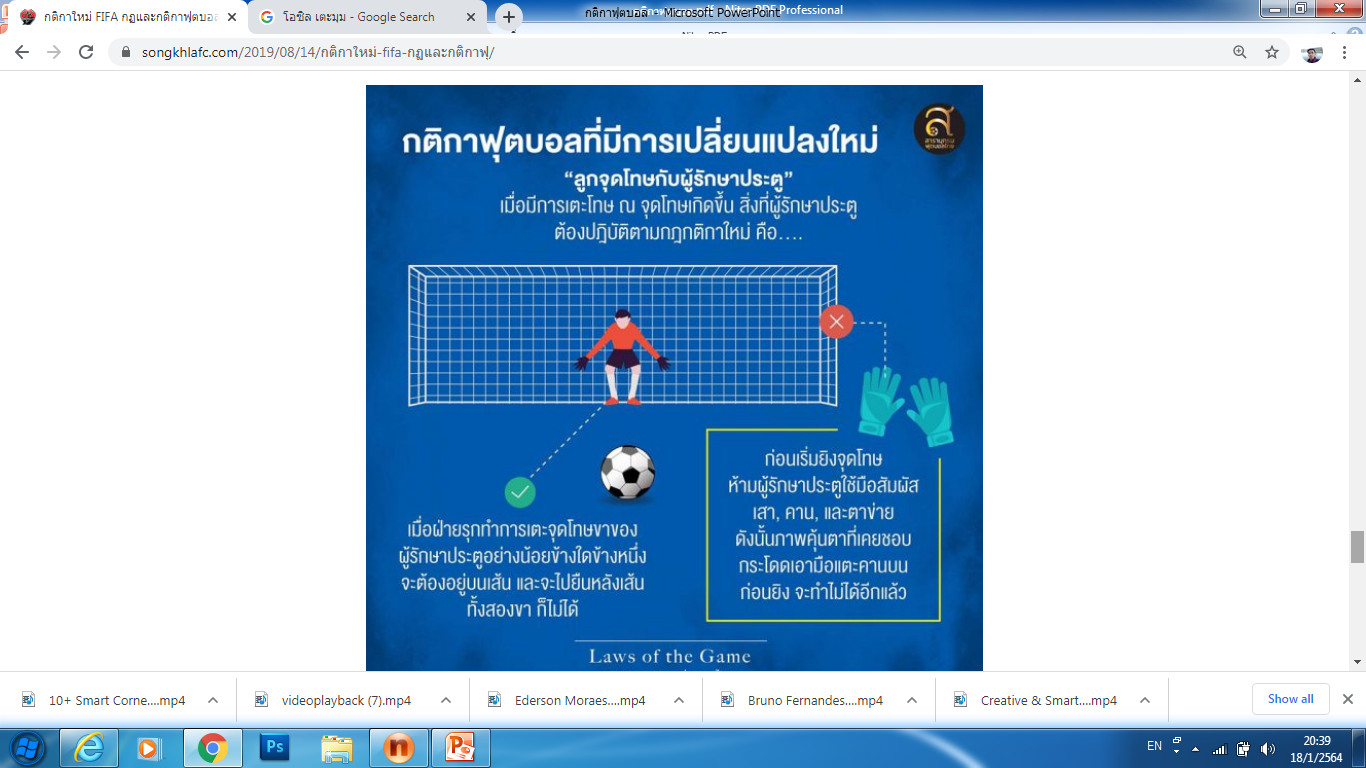 กติกาใหม่ FIFA กฏและกติกาฟุตบอล
โอซิล เตะมุม - Google Search
กติกาฟุตบอล - Microsoft PowerPoint
Professional
songkhlafc.com/2019/08/14/กติกาใหม่-fifa-กฏและกติกาฟุ/
กติกาฟุตบอลที่มีการเปลี่ยนแปลงใหม่
“ลูกจุดโทษกับผู้รักษาประตู”
เมื่อมีการเตะโทษ ณ จุดโทษเกิดขึ้น สิ่งที่ผู้รักษาประตู
ต้องปฎิบัติตามกฎกติกาใหม่ คือ....
ก่อนเริ่มยิงจุดโทษ
ห้ามผู้รักษาประตูใช้มือสัมผัส
เสา, คาน, และตาข่าย
ดังนั้นภาพคุ้นตาที่เคยชอบ
กระโดดเอามือแตะคานบน
ก่อนยิง จะทำไม่ได้อีกแล้ว
เมื่อฝ่ายรุกทำการเตะจุดโทษขาของ
ผู้รักษาประตูอย่างน้อยข้างใดข้างหนึ่ง
จะต้องอยู่บนเส้น และจะไปยืนหลังเส้น
ทั้งสองขา ก็ไม่ได้
Laws of the Game
10+ Smart Corne....mp4
videoplayback (7).mp4
Ederson Moraes....mp4
Bruno Fernandes....mp4
Creative & Smart....mp4
Show all
Ps
EN
20:39
18/1/2564